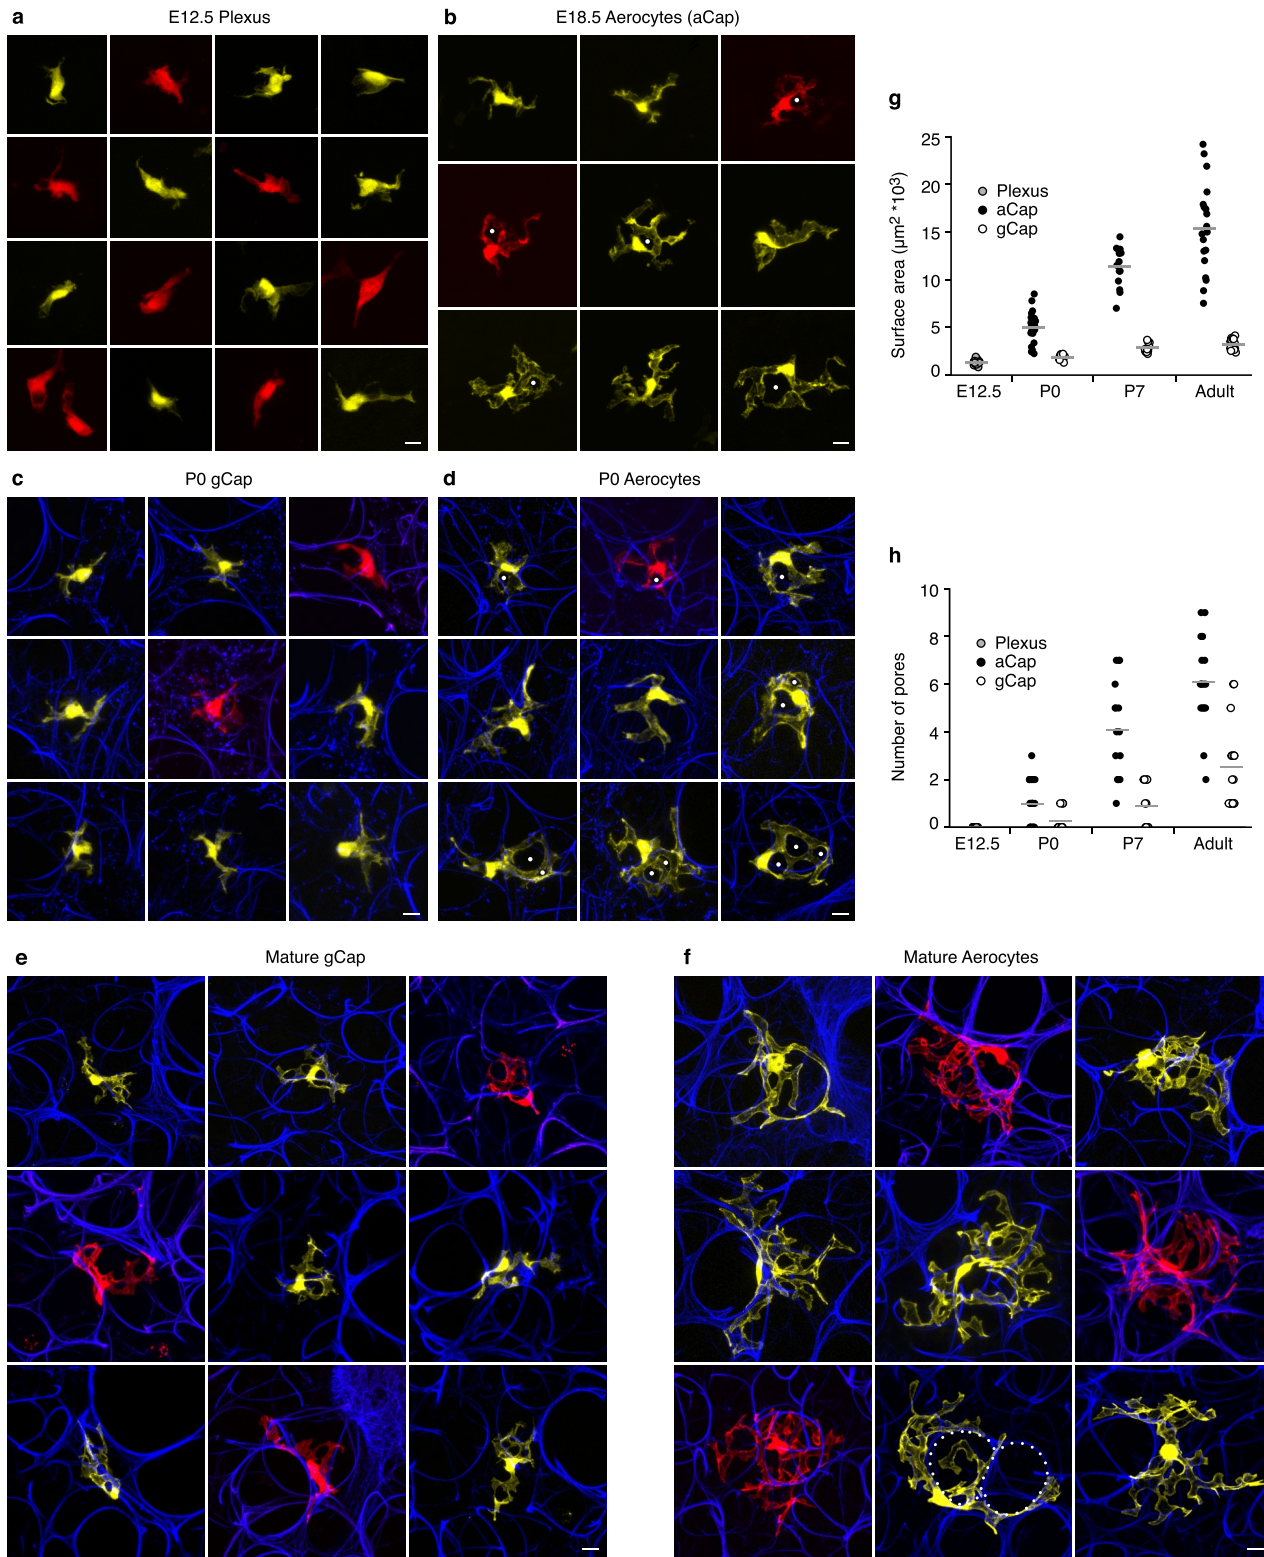 a
E12.5 Plexus
b
E18.5 Aerocytes (aCap)
c
P0 gCap
d
P0 Aerocytes
e
Mature gCap
f
Mature Aerocytes
g
Surface area (µm2 *103)
25
20
15
10
5
0
Plexus
aCap
gCap
E12.5
P0
P7
Adult
h
Number of pores
10
8
6
4
2
0
Plexus
aCap
gCap
E12.5
P0
P7
Adult